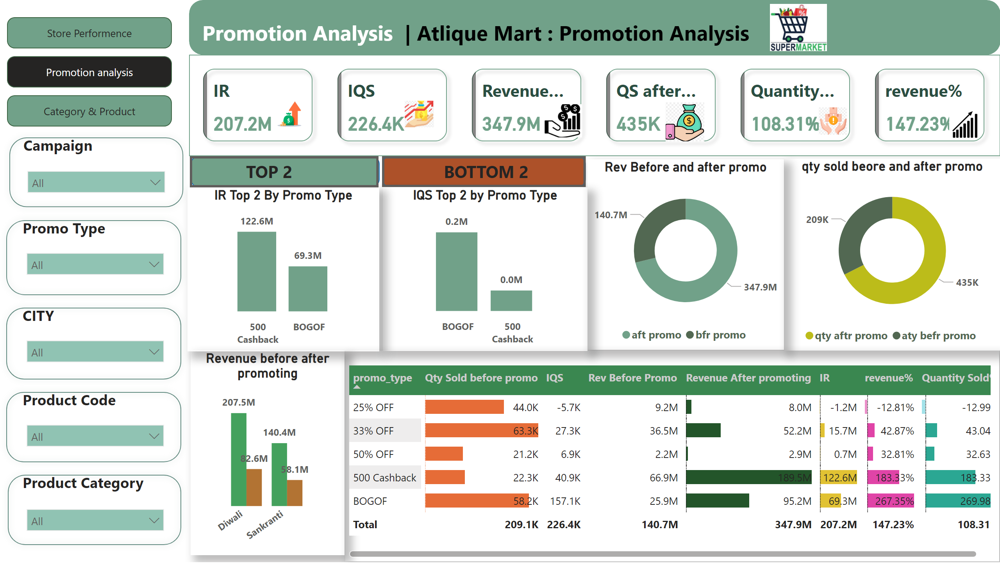 Store Performence
Promotion analysis
Category & Product
Campaign
All
Promo Type
All
CITY
All
Product Code
All
Product Category
All
Promotion Analysis | Atlique Mart : Promotion Analysis
SUPERMARKET
IR
207.2M
IQS
226.4K
Revenue...
347.9M
QS after...
435K
Quantity...
108.31%
revenue%
147.23%
TOP 2
BOTTOM 2
IR Top 2 By Promo Type
122.6M
69.3M
500 Cashback
BOGOF
IQS Top 2 by Promo Type
0.2M
0.0M
BOGOF
500 Cashback
Rev Before and after promo
140.7M
347.9M
aft promo bfr promo
qty sold beore and after promo
209K
435K
qty aftr promo aty befr promo
Revenue before after
promoting
207.5M
82.6M
140.4M
58.1M
Diwali
Sankranti
promo_type Qty Sold before promo IQS Rev Before Promo Revenue After promoting IR revenue% Quantity Sold
25% OFF 44.0K -5.7K 9.2M 8.0M -1.2M -12.81% -12.99
33% OFF 63.3K 27.3K 36.5M 52.2M 15.7M 42.87% 43.04
50% OFF 21.2K 6.9K 2.2M 2.9M 0.7M 32.81% 32.63
500 Cashback 22.3K 40.9K 66.9M 189.5M 122.6M 183.33% 183.33
BOGOF 58.2K 157.1K 25.9M 95.2M 69.3M 267.35% 269.98
Total 209.1K 226.4K 140.7M 347.9M 207.2M 147.23% 108.31